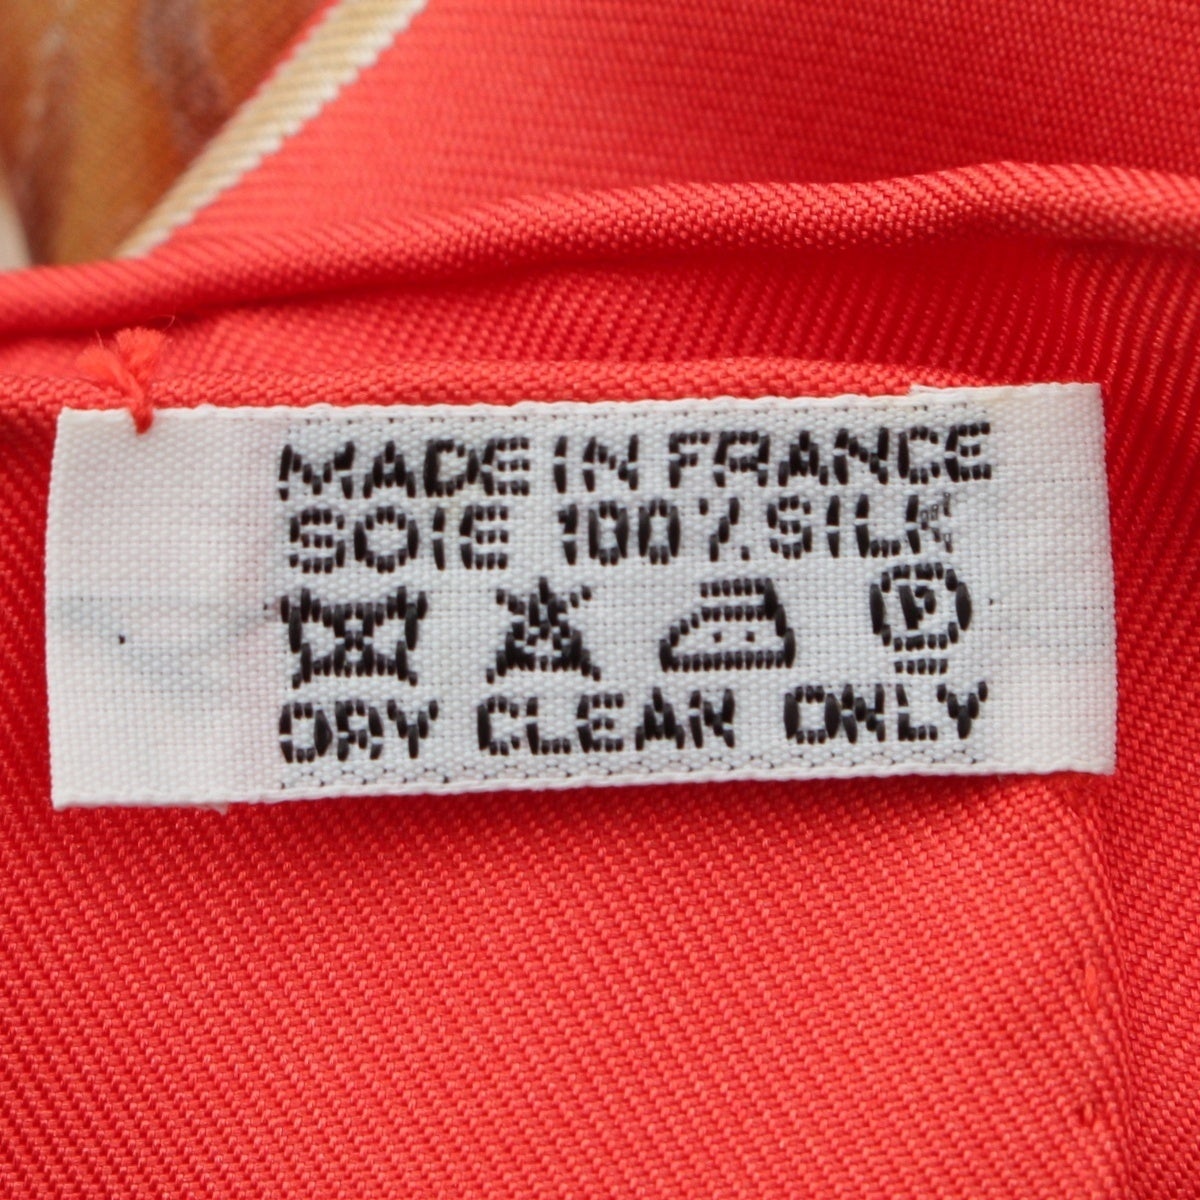 MADE IN FRANCE
SOIE 100% SILK
P
DRY CLEAN ONLY